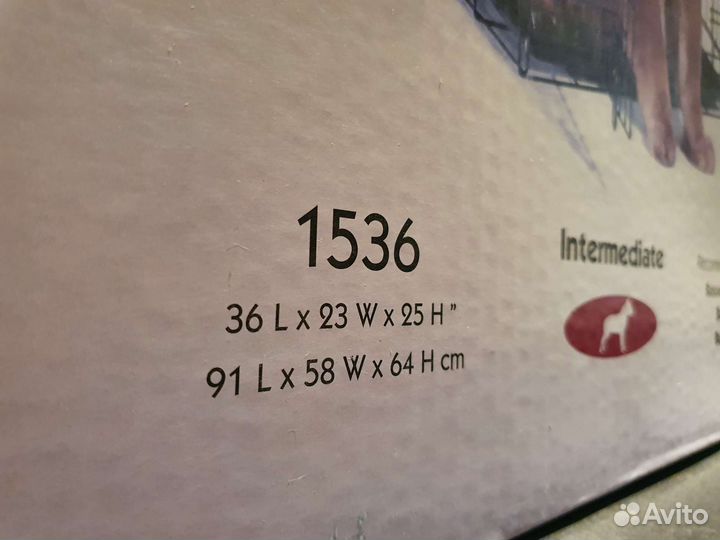 1536
36 L x 23 W x 25 H "
91 L x 58 W x 64 H cm
Intermediate
Avito